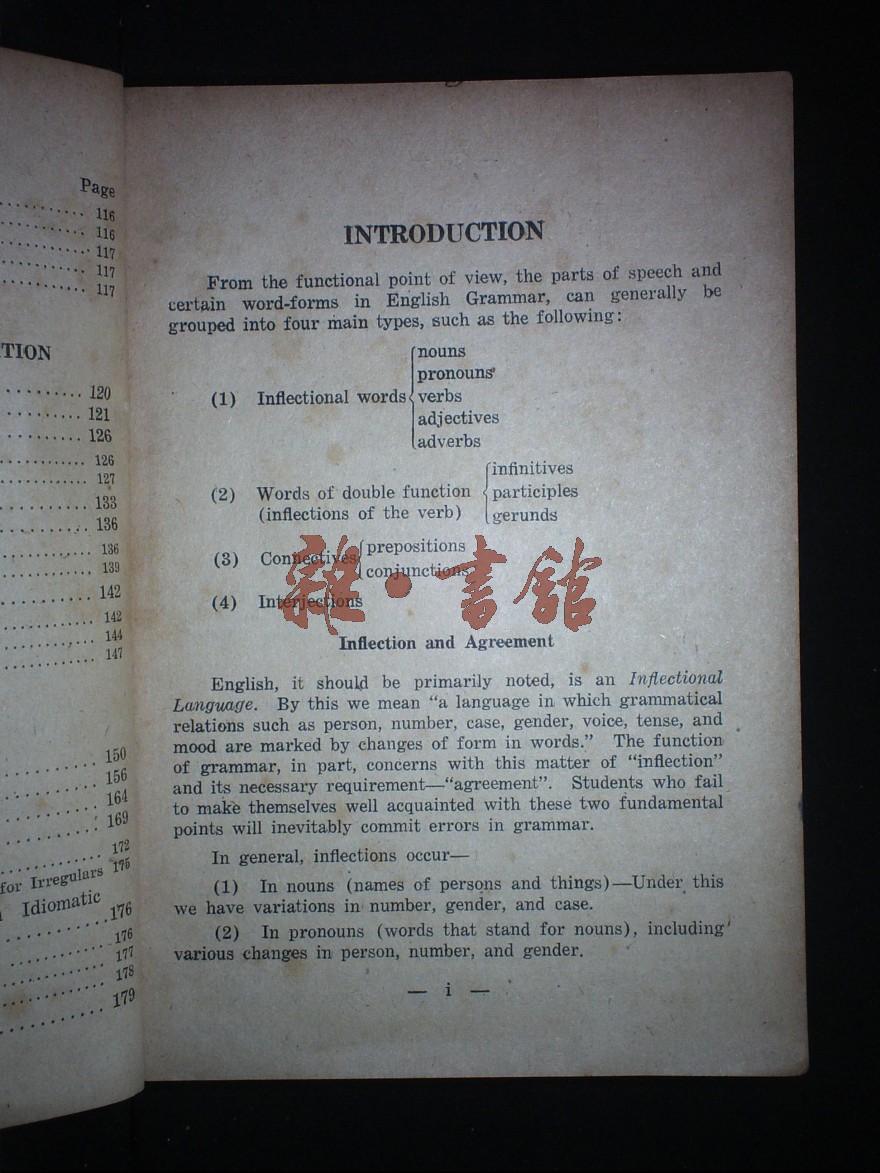 Page
116
116
117
117
117
TION
120
121
126
126
127
133
136
136
139
142
142
144
147
150
156
164
169
172
for Irregulars 175
Idiomatic
176
176
177
178
179
INTRODUCTION
From the functional point of view, the parts of speech and
certain word-forms in English Grammar, can generally be
grouped into four main types, such as the following:
nouns
pronouns
(1) Inflectional words verbs
adjectives
adverbs
infinitives
(2) Words of double function participles
(inflections of the verb) gerunds
prepositions
(3) Connectives
conjunctions
(4) Interjections
雜·書館
Inflection and Agreement
English, it should be primarily noted, is an Inflectional
Language. By this we mean “a language in which grammatical
relations such as person, number, case, gender, voice, tense, and
mood are marked by changes of form in words.” The function
of grammar, in part, concerns with this matter of “inflection”
and its necessary requirement—“agreement”. Students who fail
to make themselves well acquainted with these two fundamental
points will inevitably commit errors in grammar.
In general, inflections occur—
(1) In nouns (names of persons and things)—Under this
we have variations in number, gender, and case.
(2) In pronouns (words that stand for nouns), including
various changes in person, number, and gender.
— i —